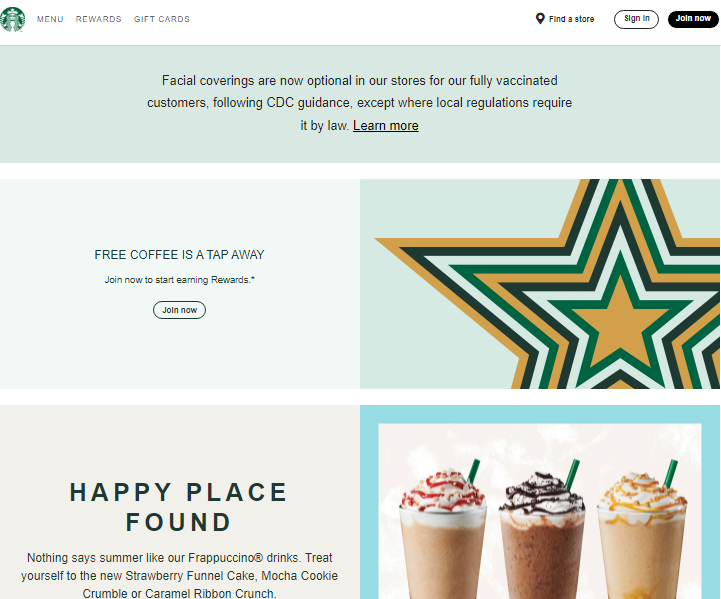 MENU REWARDS GIFT CARDS Find a store Sign in Join now
Facial coverings are now optional in our stores for our fully vaccinated
customers, following CDC guidance, except where local regulations require
it by law. Learn more
FREE COFFEE IS A TAP AWAY
Join now to start earning Rewards.*
Join now
HAPPY PLACE
FOUND
Nothing says summer like our Frappuccino® drinks. Treat
yourself to the new Strawberry Funnel Cake, Mocha Cookie
Crumble or Caramel Ribbon Crunch.